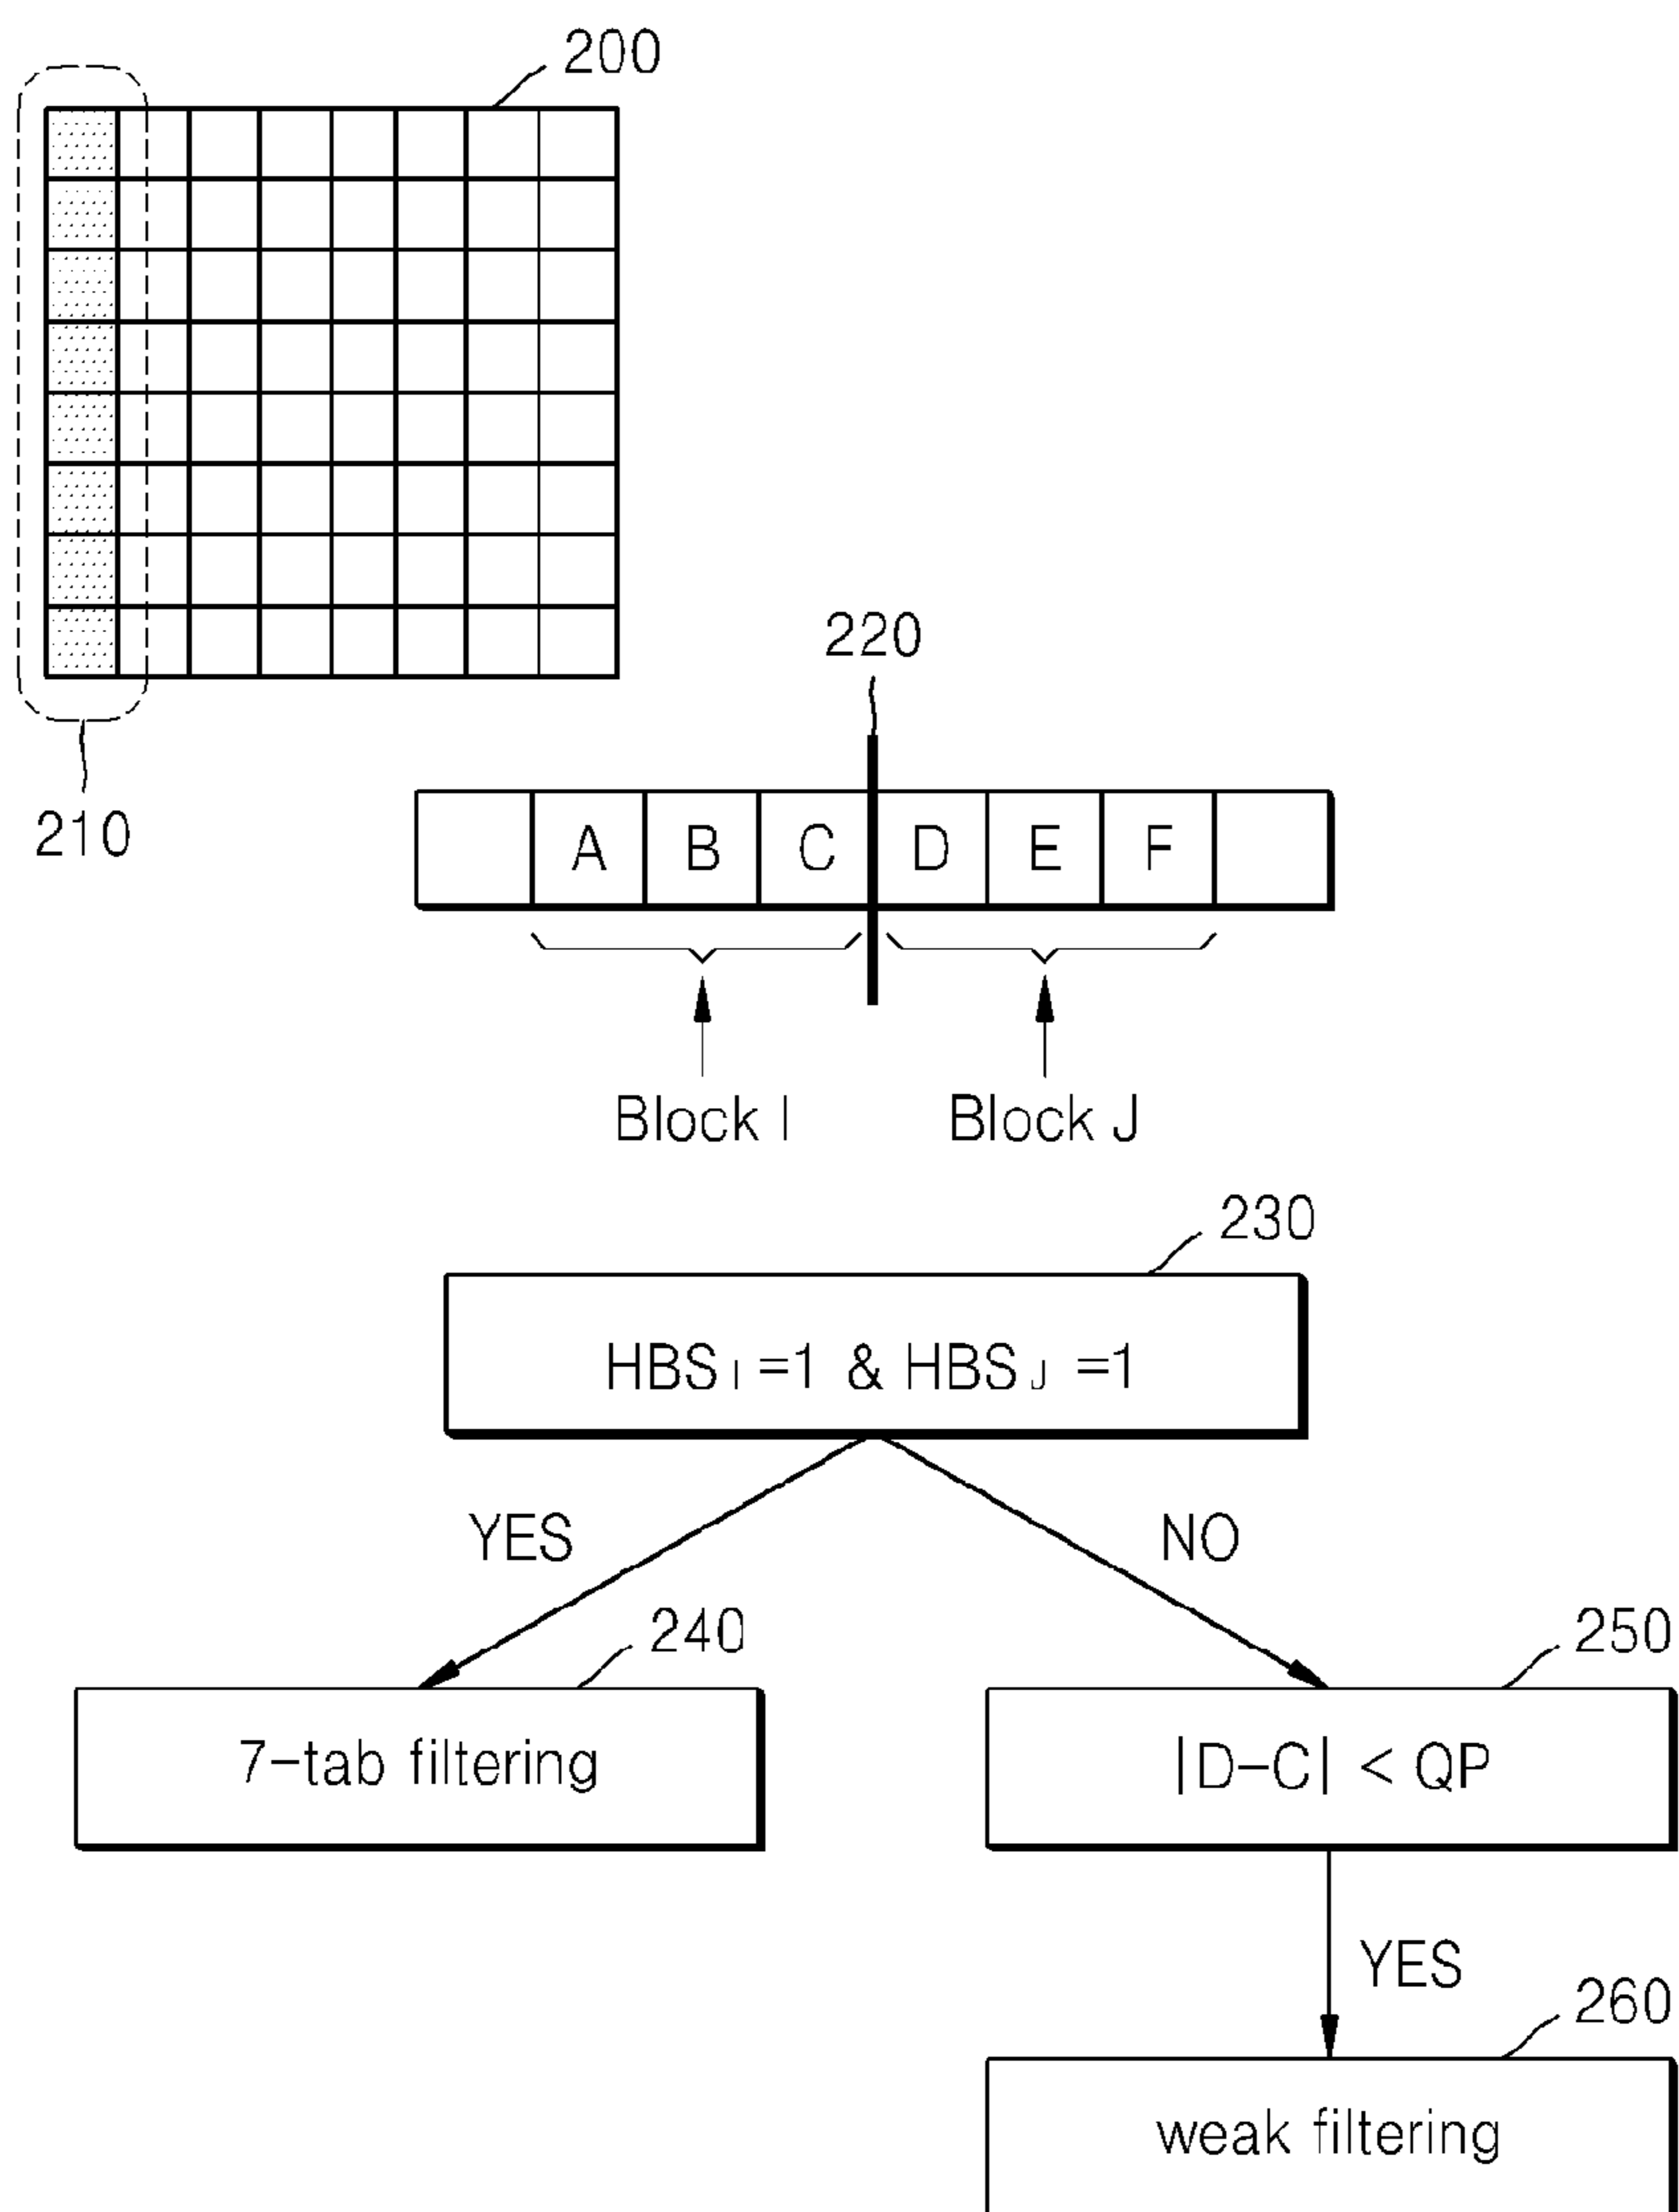 200
210
220
A B C D E F
Block I Block J
230
HBS I =1 & HBS J =1
YES NO
240 250
7-tab filtering |D-C| < QP
YES
260
weak filtering